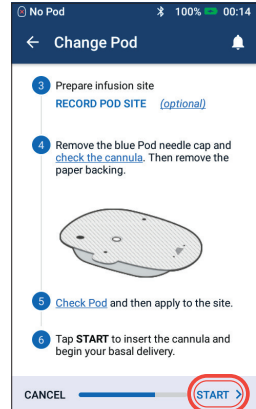 No Pod 100% 00:14
Change Pod
3 Prepare infusion site
RECORD POD SITE (optional)
4 Remove the blue Pod needle cap and
check the cannula. Then remove the
paper backing.
5 Check Pod and then apply to the site.
6 Tap START to insert the cannula and
begin your basal delivery.
CANCEL START